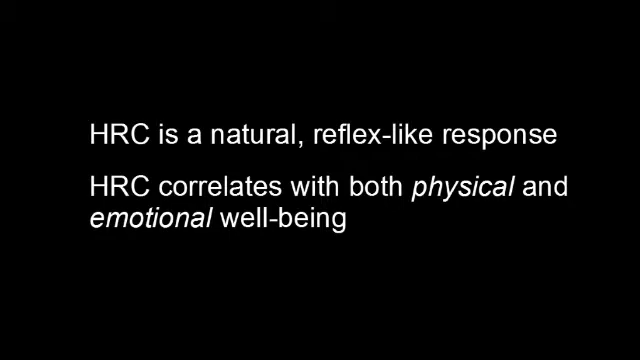 HRC is a natural, reflex-like response
HRC correlates with both physical and
emotional well-being